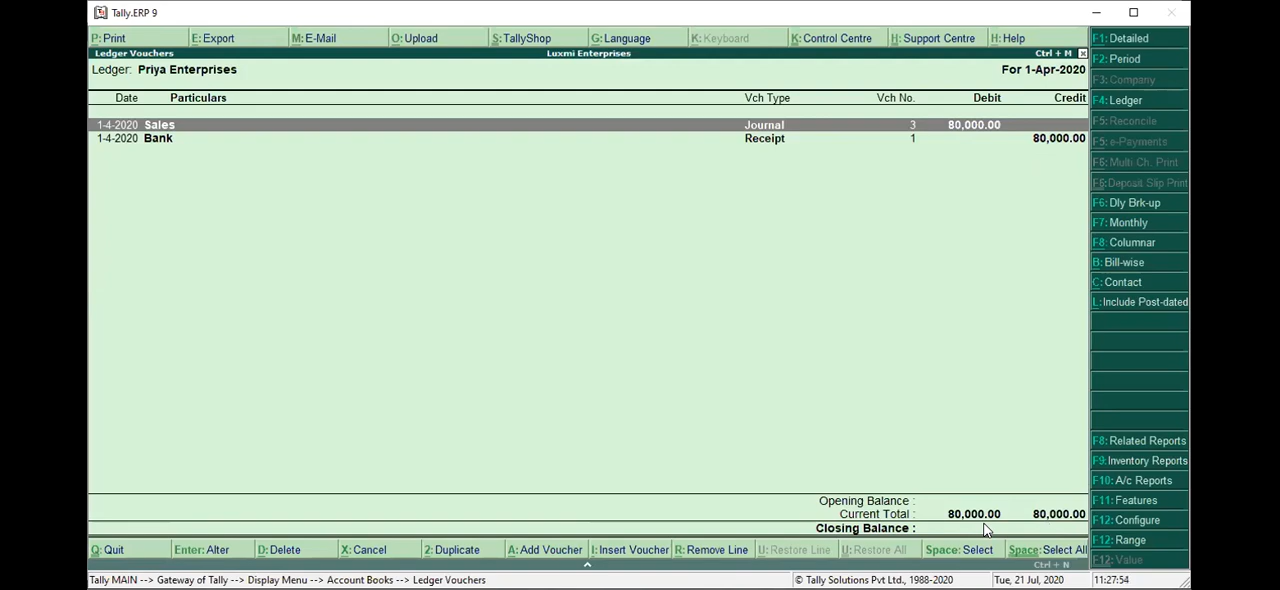 Tally.ERP 9
P: Print E: Export M: E-Mail O: Upload S: TallyShop G: Language K: Keyboard K: Control Centre H: Support Centre H: Help
Ledger Vouchers Luxmi Enterprises Ctrl + M
Ledger: Priya Enterprises For 1-Apr-2020
Date Particulars Vch Type Vch No. Debit Credit
1-4-2020 Sales Journal 3 80,000.00
1-4-2020 Bank Receipt 1 80,000.00
Opening Balance :
Current Total : 80,000.00 80,000.00
Closing Balance :
Q: Quit Enter: Alter D: Delete X: Cancel 2: Duplicate A: Add Voucher I: Insert Voucher R: Remove Line U: Restore Line U: Restore All Space: Select Space: Select All
Ctrl + N
Tally MAIN --> Gateway of Tally --> Display Menu --> Account Books --> Ledger Vouchers © Tally Solutions Pvt Ltd., 1988-2020 Tue, 21 Jul, 2020 11:27:54
F1: Detailed
F2: Period
F3: Company
F4: Ledger
F5: Reconcile
F5: e-Payments
F6: Multi Ch. Print
F6: Deposit Slip Print
F6: Dly Brk-up
F7: Monthly
F8: Columnar
B: Bill-wise
C: Contact
L: Include Post-dated
F8: Related Reports
F9: Inventory Reports
F10: A/c Reports
F11: Features
F12: Configure
F12: Range
F12: Value